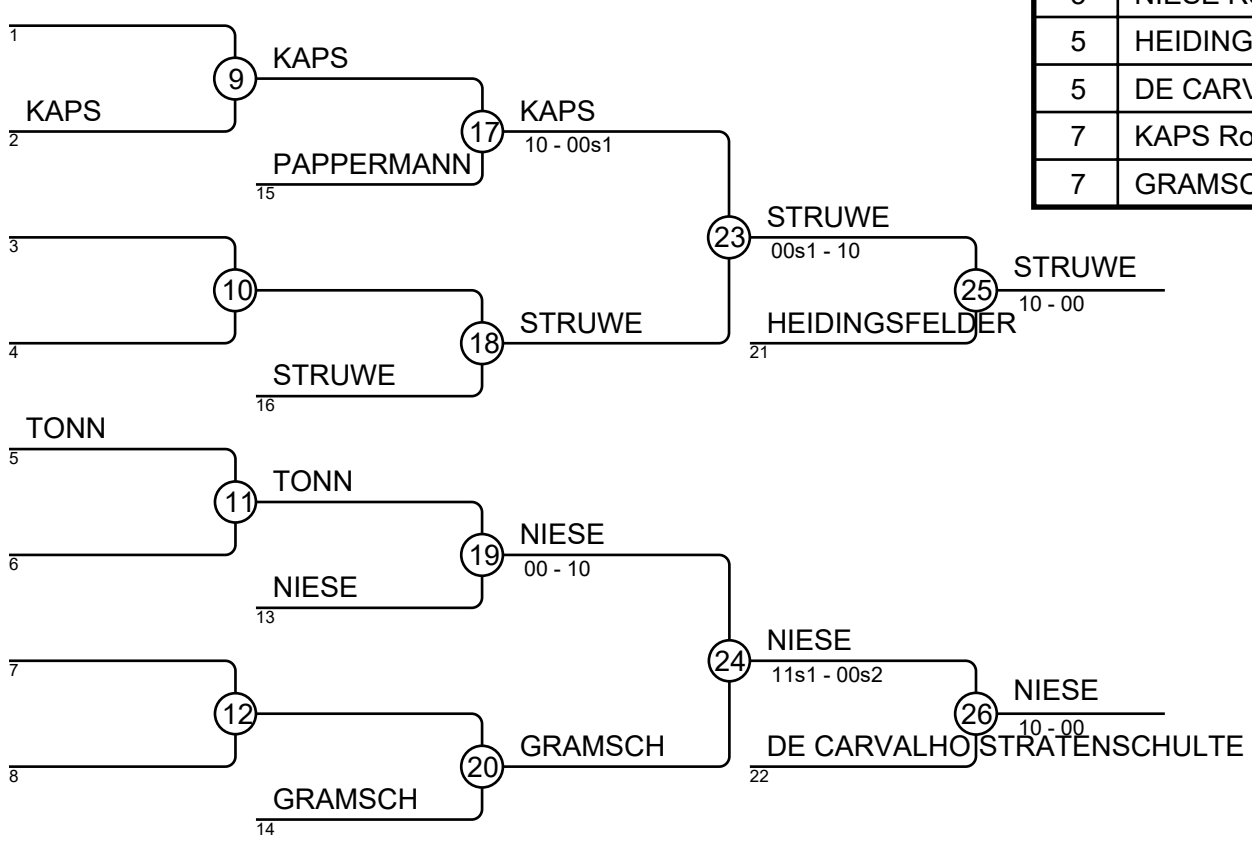 1
KAPS
2
9
KAPS
PAPPERMANN
15
17
KAPS
10 - 00s1
3
10
4
STRUWE
16
18
STRUWE
23
STRUWE
00s1 - 10
HEIDINGSFELDER
21
25
STRUWE
10 - 00
TONN
5
11
TONN
6
NIESE
13
19
NIESE
00 - 10
7
12
8
GRAMSCH
14
20
GRAMSCH
24
NIESE
11s1 - 00s2
DE CARVALHO STRATENSCHULTE
22
26
NIESE
10 - 00
5 HEIDING
5 DE CARV
7 KAPS Ro
7 GRAMSC